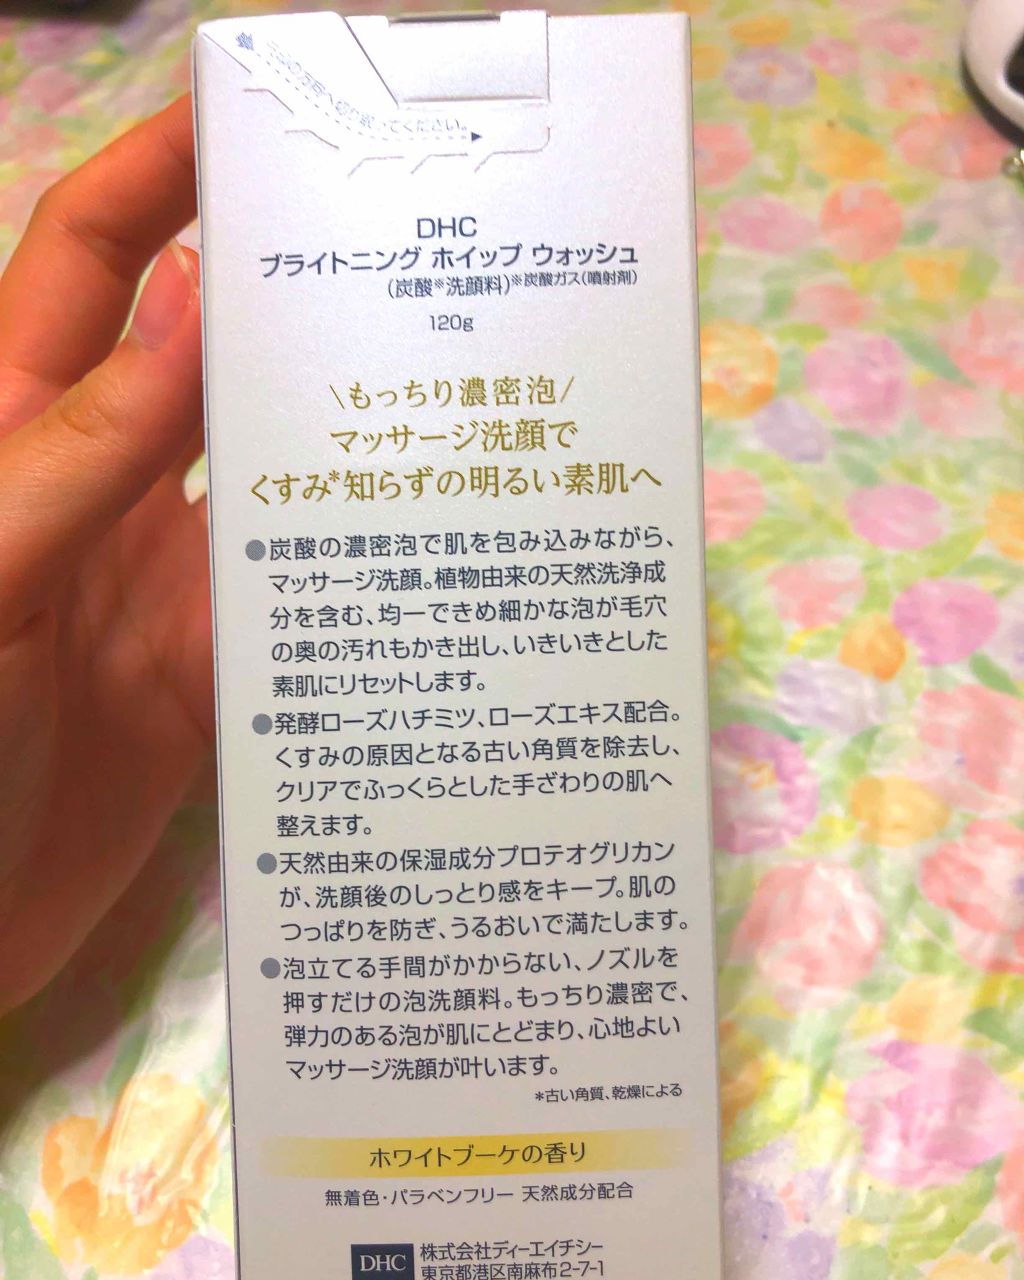 の方向へ切り取ってください。
DHC
ブライトニング ホイップ ウォッシュ
(炭酸※洗顔料)※炭酸ガス(噴射剤)
120g
\もっちり濃密泡/
マッサージ洗顔で
くすみ*知らずの明るい素肌へ
●炭酸の濃密泡で肌を包み込みながら、
マッサージ洗顔。植物由来の天然洗浄成
分を含む、均一できめ細かな泡が毛穴
の奥の汚れもかき出し、いきいきとした
素肌にリセットします。
●発酵ローズハチミツ、ローズエキス配合。
くすみの原因となる古い角質を除去し、
クリアでふっくらとした手ざわりの肌へ
整えます。
●天然由来の保湿成分プロテオグリカン
が、洗顔後のしっとり感をキープ。肌の
つっぱりを防ぎ、うるおいで満たします。
●泡立てる手間がかからない、ノズルを
押すだけの泡洗顔料。もっちり濃密で、
弾力のある泡が肌にとどまり、心地よい
マッサージ洗顔が叶います。
*古い角質、乾燥による
ホワイトブーケの香り
無着色・パラベンフリー 天然成分配合
DHC 株式会社ディーエイチシー
東京都港区南麻布2-7-1